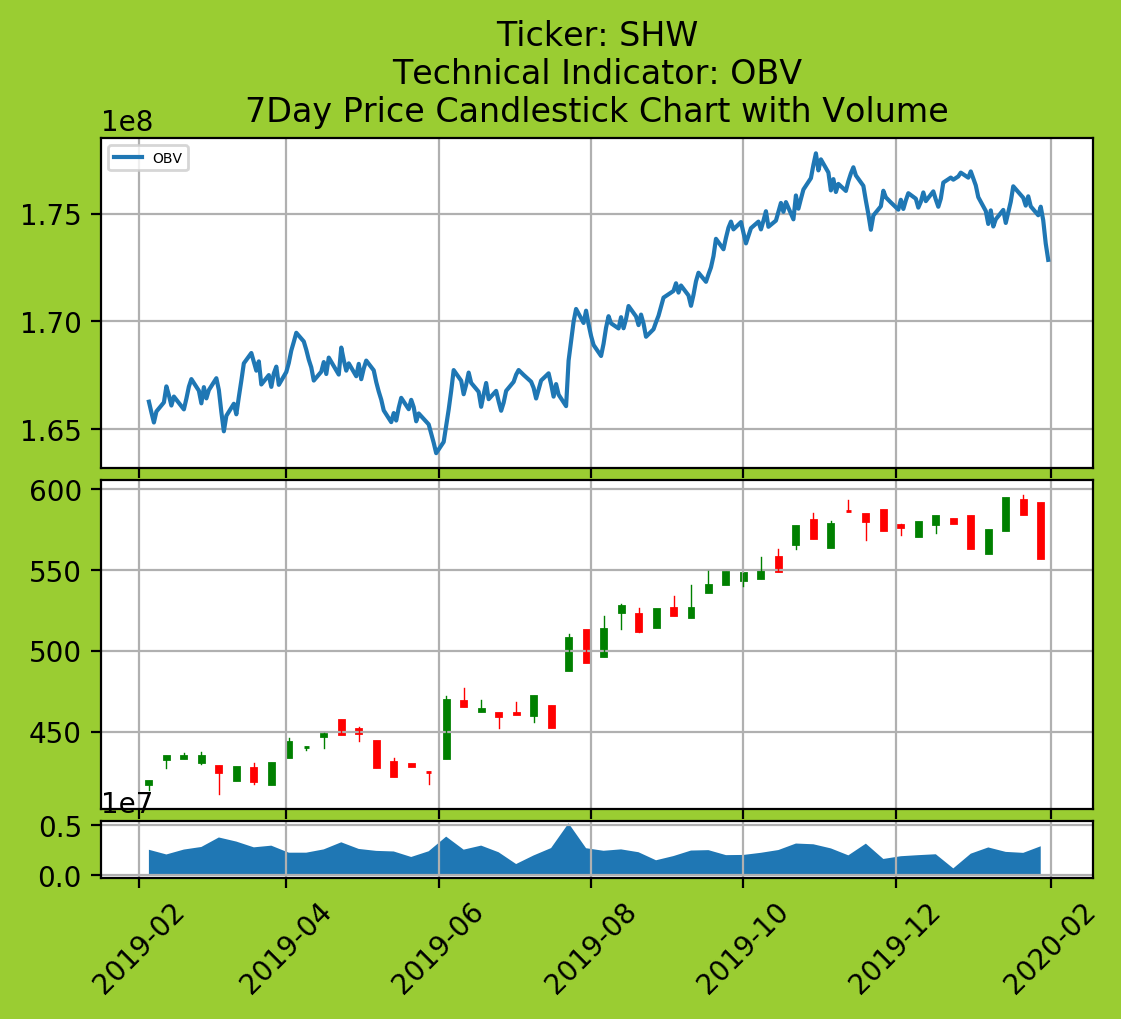 Ticker: SHW
Technical Indicator: OBV
7Day Price Candlestick Chart with Volume
1e8
OBV
1.75
1.70
1.65
600
550
500
450
1e7
0.5
0.0
2019-02
2019-04
2019-06
2019-08
2019-10
2019-12
2020-02